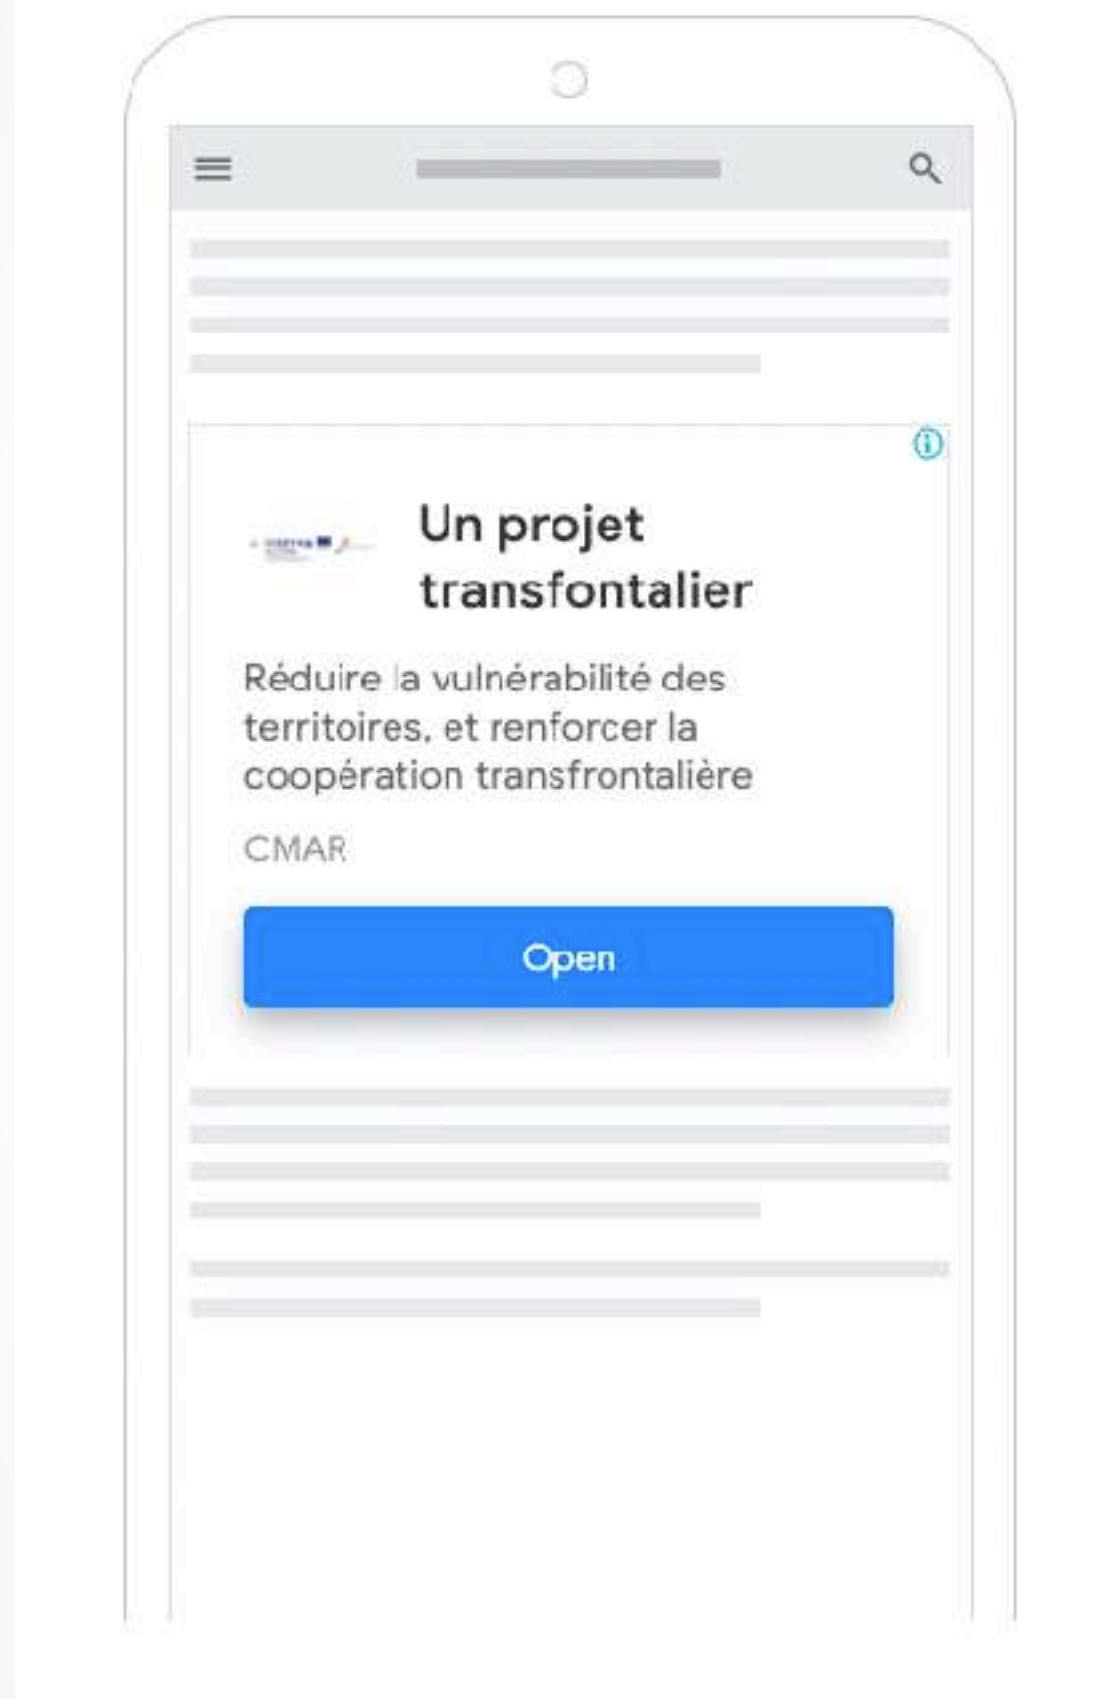 Un projet
transfontalier
Réduire la vulnérabilité des
territoires, et renforcer la
coopération transfrontalière
CMAR
Open